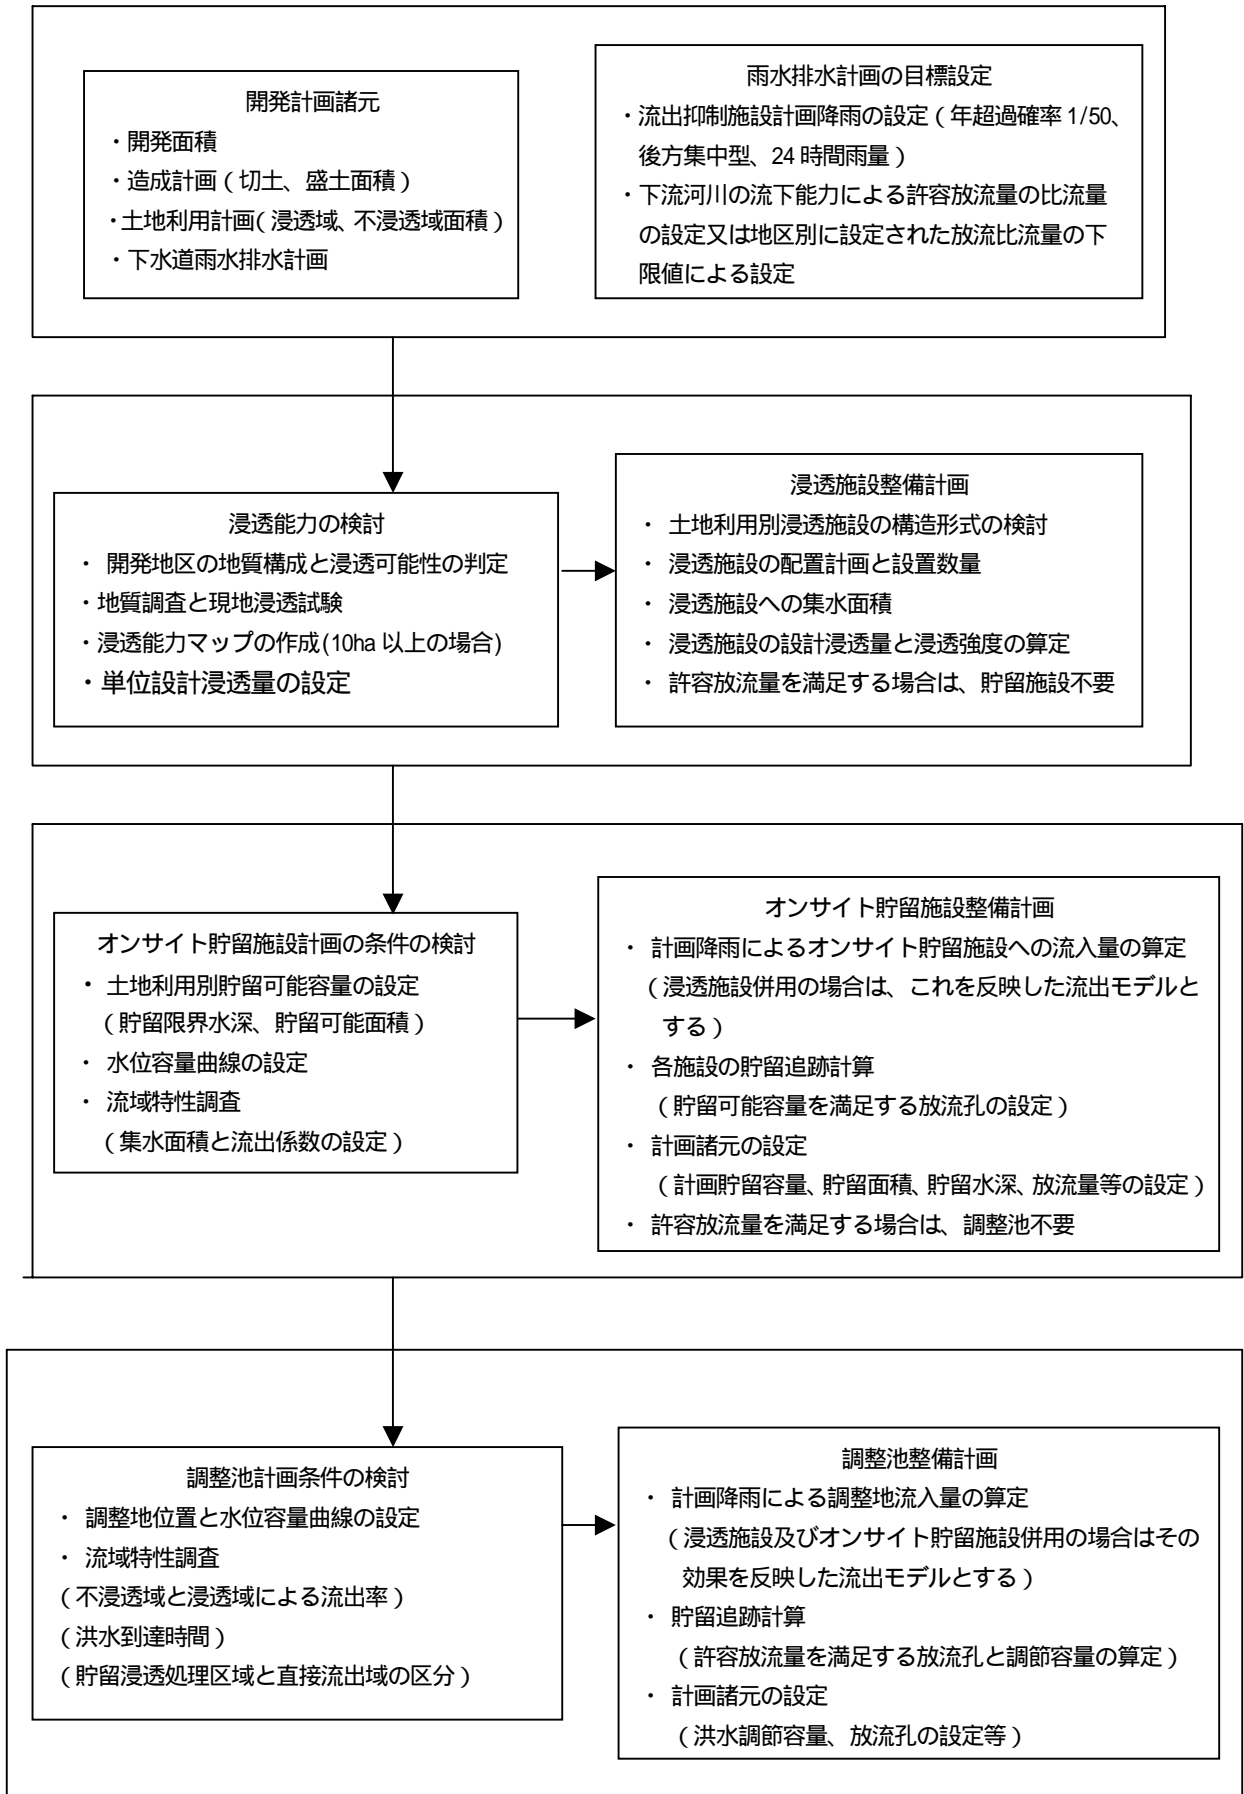 開発計画諸元
・開発面積
・造成計画（切土、盛土面積）
・土地利用計画（浸透域、不浸透域面積）
・下水道雨水排水計画
雨水排水計画の目標設定
・流出抑制施設計画降雨の設定（年超過確率 1/50、
後方集中型、24 時間雨量）
・下流河川の流下能力による許容放流量の比流量
の設定又は地区別に設定された放流比流量の下
限値による設定
浸透能力の検討
・ 開発地区の地質構成と浸透可能性の判定
・地質調査と現地浸透試験
・浸透能力マップの作成(10ha 以上の場合)
・単位設計浸透量の設定
浸透施設整備計画
・ 土地利用別浸透施設の構造形式の検討
・ 浸透施設の配置計画と設置数量
・ 浸透施設への集水面積
・ 浸透施設の設計浸透量と浸透強度の算定
・ 許容放流量を満足する場合は、貯留施設不要
オンサイト貯留施設計画の条件の検討
・ 土地利用別貯留可能容量の設定
（貯留限界水深、貯留可能面積）
・ 水位容量曲線の設定
・ 流域特性調査
（集水面積と流出係数の設定）
オンサイト貯留施設整備計画
・ 計画降雨によるオンサイト貯留施設への流入量の算定
（浸透施設併用の場合は、これを反映した流出モデルと
する）
・ 各施設の貯留追跡計算
（貯留可能容量を満足する放流孔の設定）
・ 計画諸元の設定
（計画貯留容量、貯留面積、貯留水深、放流量等の設定）
・ 許容放流量を満足する場合は、調整池不要
調整池計画条件の検討
・ 調整地位置と水位容量曲線の設定
・ 流域特性調査
（不浸透域と浸透域による流出率）
（洪水到達時間）
（貯留浸透処理区域と直接流出域の区分）
調整池整備計画
・ 計画降雨による調整地流入量の算定
（浸透施設及びオンサイト貯留施設併用の場合はその
効果を反映した流出モデルとする）
・ 貯留追跡計算
（許容放流量を満足する放流孔と調節容量の算定）
・ 計画諸元の設定
（洪水調節容量、放流孔の設定等）